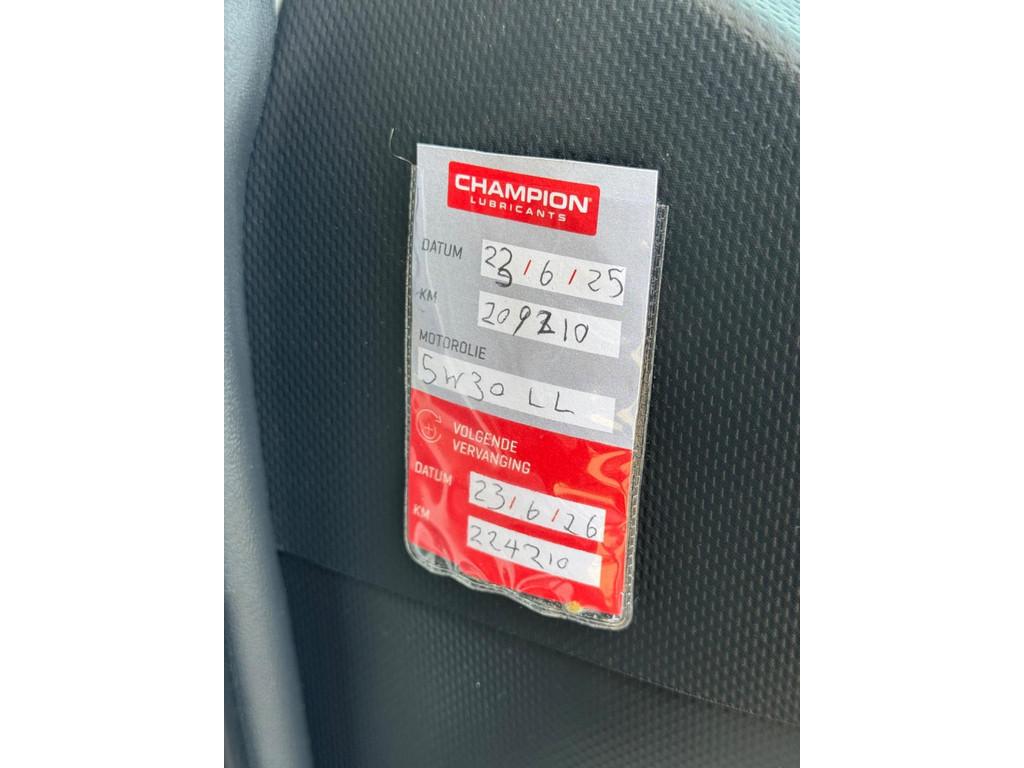 CHAMPION
LUBRICANTS
DATUM 23/6/25
KM 209210
MOTOROLIE
5W30 LL
VOLGENDE
VERVANGING
DATUM 23/6/26
KM 224210